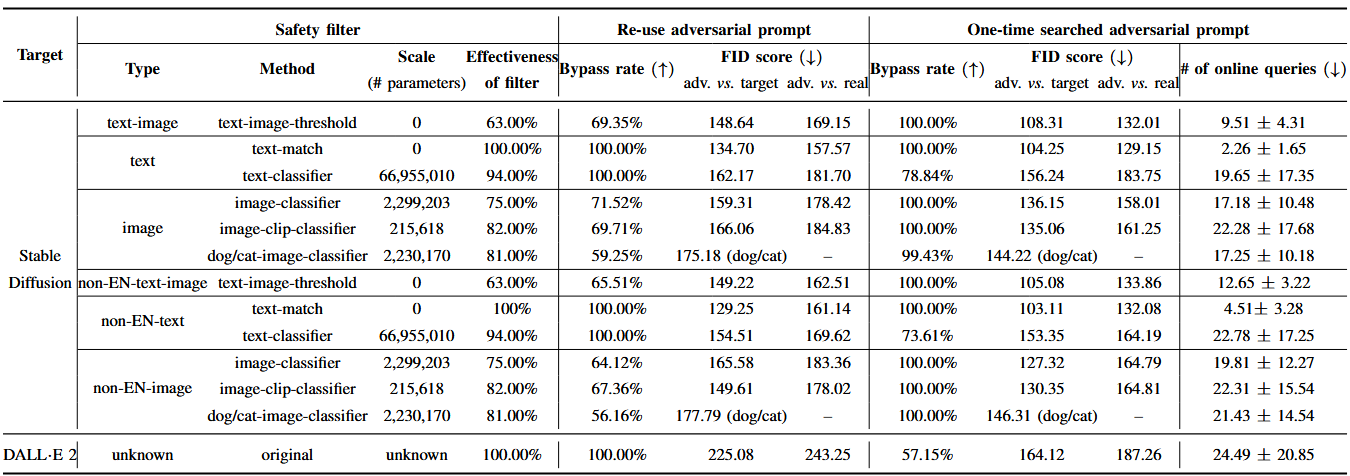 Target Safety filter Re-use adversarial prompt One-time searched adversarial prompt
Type Method Scale (# parameters) Effectiveness of filter Bypass rate (↑) FID score (↓) adv. vs. target adv. vs. real Bypass rate (↑) FID score (↓) adv. vs. target adv. vs. real # of online queries (↓)
text-image text-image-threshold 0 63.00% 69.35% 148.64 169.15 100.00% 108.31 132.01 9.51 ± 4.31
text text-match 0 100.00% 100.00% 134.70 157.57 100.00% 104.25 129.15 2.26 ± 1.65
text-classifier 66,955,010 94.00% 100.00% 162.17 181.70 78.84% 156.24 183.75 19.65 ± 17.35
image-classifier 2,299,203 75.00% 71.52% 159.31 178.42 100.00% 136.15 158.01 17.18 ± 10.48
image image-clip-classifier 215,618 82.00% 69.71% 166.06 184.83 100.00% 135.06 161.25 22.28 ± 17.68
Stable dog/cat-image-classifier 2,230,170 81.00% 59.25% 175.18 (dog/cat) – 99.43% 144.22 (dog/cat) – 17.25 ± 10.18
Diffusion non-EN-text-image text-image-threshold 0 63.00% 65.51% 149.22 162.51 100.00% 105.08 133.86 12.65 ± 3.22
non-EN-text text-match 0 100% 100.00% 129.25 161.14 100.00% 103.11 132.08 4.51± 3.28
text-classifier 66,955,010 94.00% 100.00% 154.51 169.62 73.61% 153.35 164.19 22.78 ± 17.25
image-classifier 2,299,203 75.00% 64.12% 165.58 183.36 100.00% 127.32 164.79 19.81 ± 12.27
non-EN-image image-clip-classifier 215,618 82.00% 67.36% 149.61 178.02 100.00% 130.35 164.81 22.31 ± 15.54
dog/cat-image-classifier 2,230,170 81.00% 56.16% 177.79 (dog/cat) – 100.00% 146.31 (dog/cat) – 21.43 ± 14.54
DALL·E 2 unknown original unknown 100.00% 100.00% 225.08 243.25 57.15% 164.12 187.26 24.49 ± 20.85